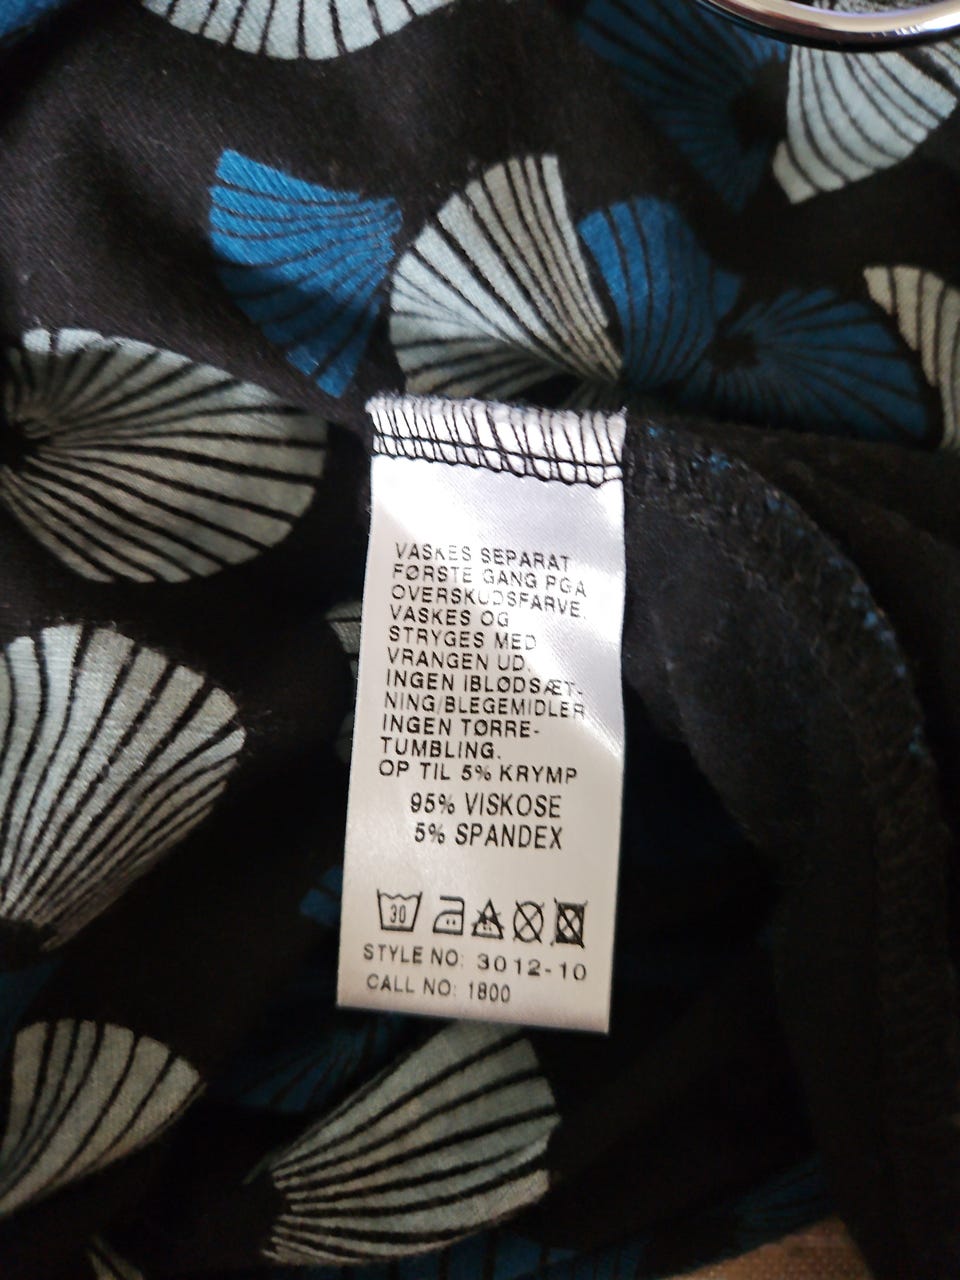 VASKES SEPARAT
FØRSTE GANG PGA
OVERSKUDSFARVE.
VASKES OG
STRYGES MED
VRANGEN UD.
INGEN IBLØDSÆT-
NING/BLEGEMIDLER
INGEN TØRRE-
TUMBLING.
OP TIL 5% KRYMP
95% VISKOSE
5% SPANDEX
30
STYLE NO: 3012-10
CALL NO: 1800